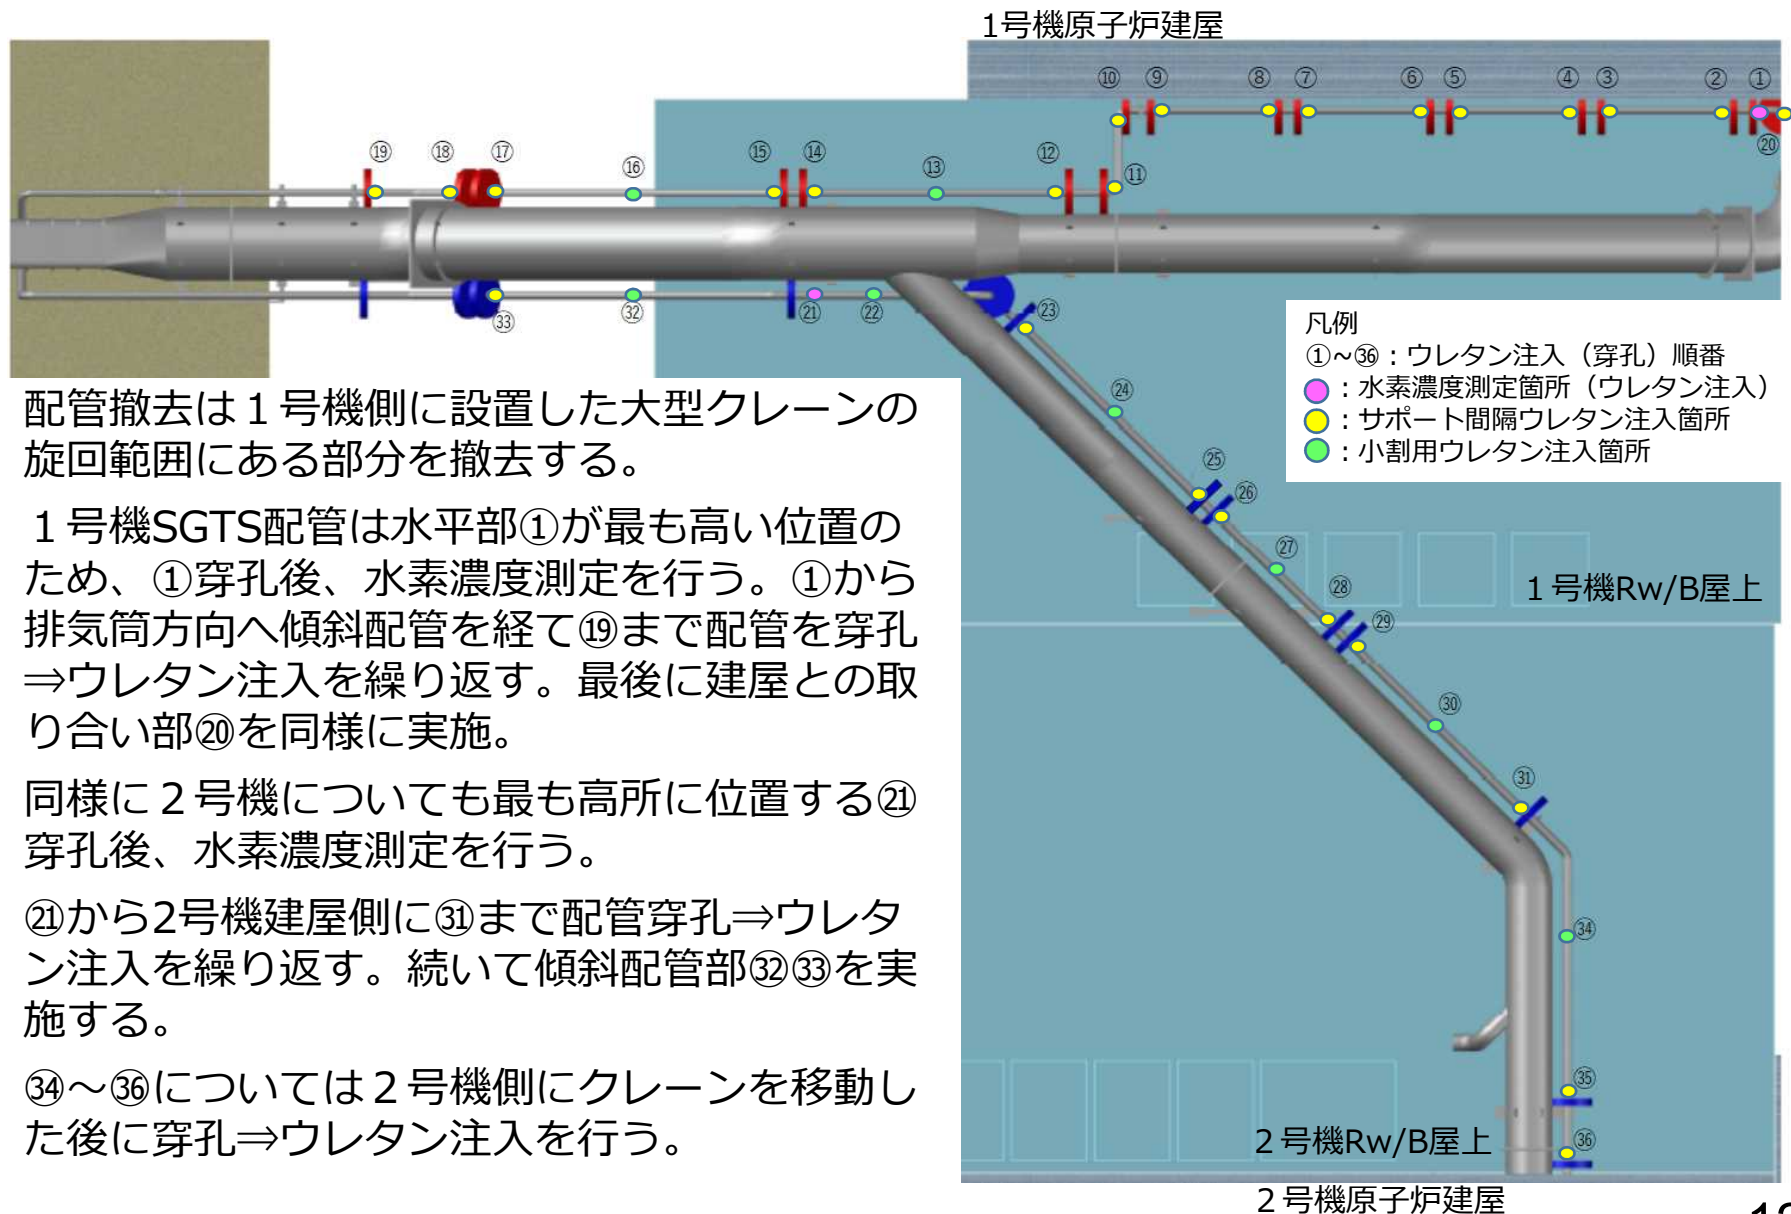 1号機原子炉建屋
⑩ ⑨ ⑧ ⑦ ⑥ ⑤ ④ ③ ② ①
⑲ ⑱ ⑰ ⑯ ⑮ ⑭ ⑬ ⑫ ⑪ ⑳
㉝ ㉜ ㉑ ㉒ ㉓
凡例
①~㊱：ウレタン注入（穿孔）順番
：水素濃度測定箇所（ウレタン注入）
：サポート間隔ウレタン注入箇所
：小割用ウレタン注入箇所
㉔
㉕
㉖
㉗
㉘
㉙
㉚
㉛
㉞
㉟
㊱
１号機Rw/B屋上
２号機Rw/B屋上
２号機原子炉建屋
配管撤去は１号機側に設置した大型クレーンの
旋回範囲にある部分を撤去する。
１号機SGTS配管は水平部①が最も高い位置の
ため、①穿孔後、水素濃度測定を行う。①から
排気筒方向へ傾斜配管を経て⑲まで配管を穿孔
⇒ウレタン注入を繰り返す。最後に建屋との取
り合い部⑳を同様に実施。
同様に２号機についても最も高所に位置する㉑
穿孔後、水素濃度測定を行う。
㉑から2号機建屋側に㉛まで配管穿孔⇒ウレタ
ン注入を繰り返す。続いて傾斜配管部㉜㉝を実
施する。
㉞～㊱については２号機側にクレーンを移動し
た後に穿孔⇒ウレタン注入を行う。